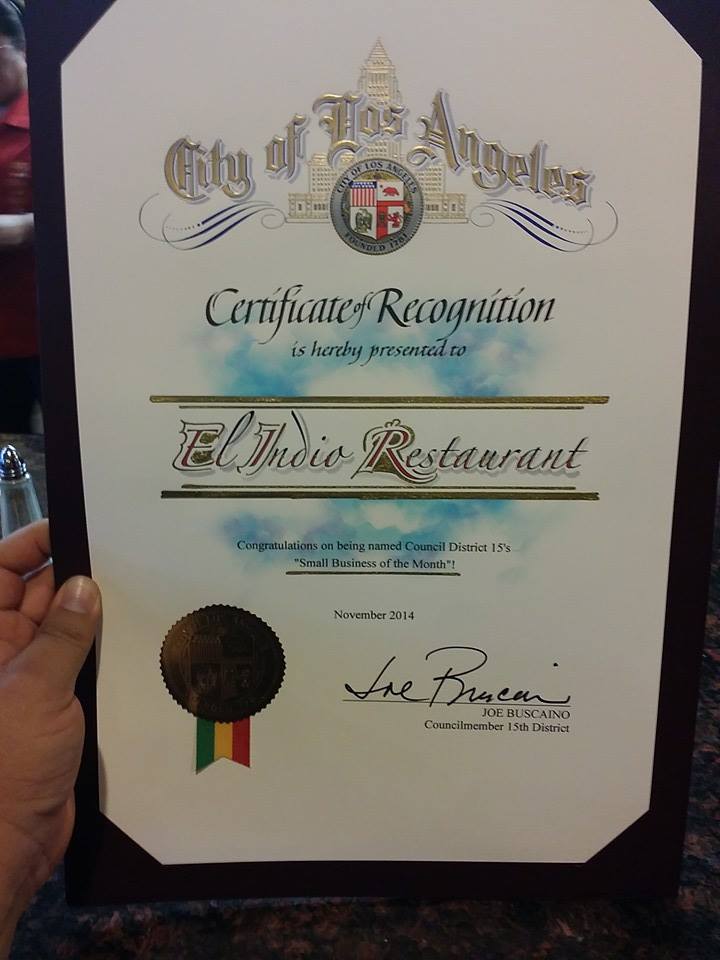 City of Los Angeles
CITY OF LOS ANGELES
FOUNDED 1781
Certificate of Recognition
is hereby presented to
El Indio Restaurant
Congratulations on being named Council District 15's
"Small Business of the Month"!
November 2014
Joe Buscaino
JOE BUSCAINO
Councilmember 15th District